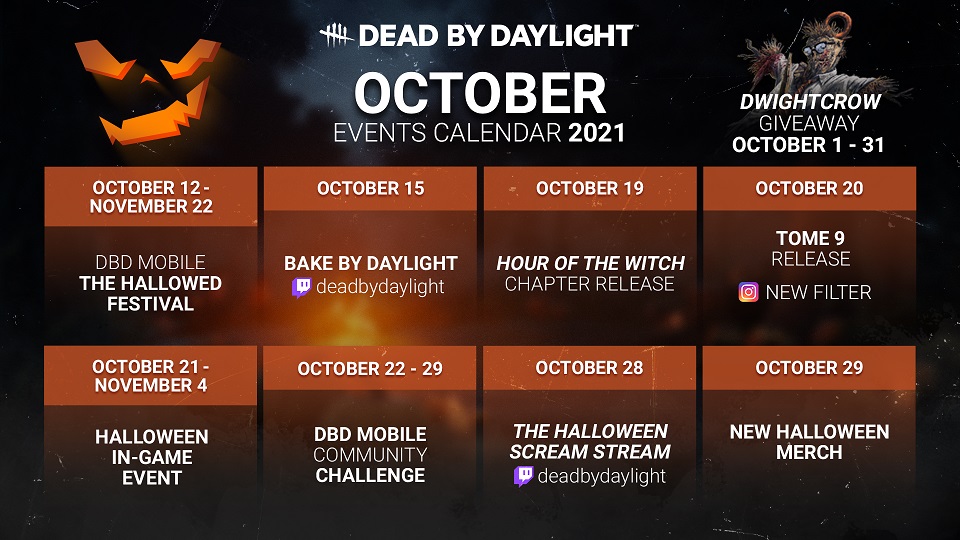 DEAD BY DAYLIGHT™
OCTOBER
EVENTS CALENDAR 2021
DWIGHTCROW
GIVEAWAY
OCTOBER 1 - 31
OCTOBER 12 -
NOVEMBER 22
DBD MOBILE
THE HALLOWED
FESTIVAL
OCTOBER 15
BAKE BY DAYLIGHT
deadbydaylight
OCTOBER 19
HOUR OF THE WITCH
CHAPTER RELEASE
OCTOBER 20
TOME 9
RELEASE
NEW FILTER
OCTOBER 21 -
NOVEMBER 4
HALLOWEEN
IN-GAME
EVENT
OCTOBER 22 - 29
DBD MOBILE
COMMUNITY
CHALLENGE
OCTOBER 28
THE HALLOWEEN
SCREAM STREAM
deadbydaylight
OCTOBER 29
NEW HALLOWEEN
MERCH